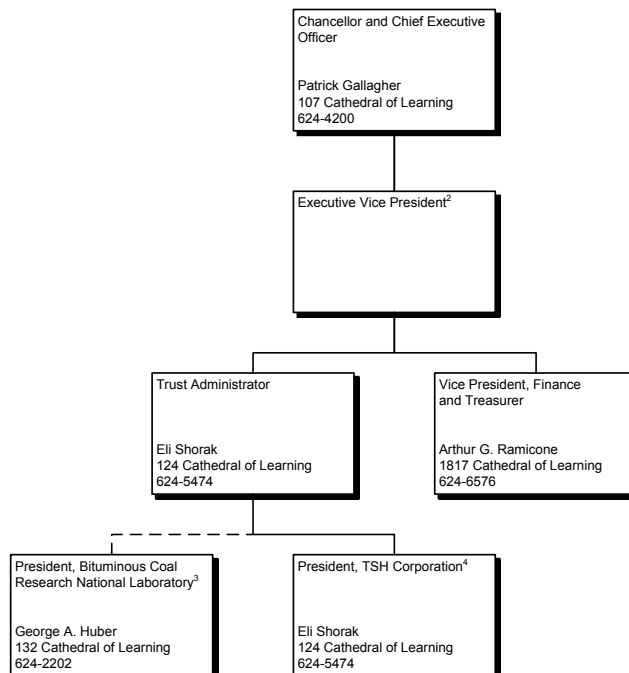 Chancellor and Chief Executive
Officer
Patrick Gallagher
107 Cathedral of Learning
624-4200
Executive Vice President²
Trust Administrator
Eli Shorak
124 Cathedral of Learning
624-5474
Vice President, Finance
and Treasurer
Arthur G. Ramicone
1817 Cathedral of Learning
624-6576
President, Bituminous Coal
Research National Laboratory³
George A. Huber
132 Cathedral of Learning
624-2202
President, TSH Corporation⁴
Eli Shorak
124 Cathedral of Learning
624-5474